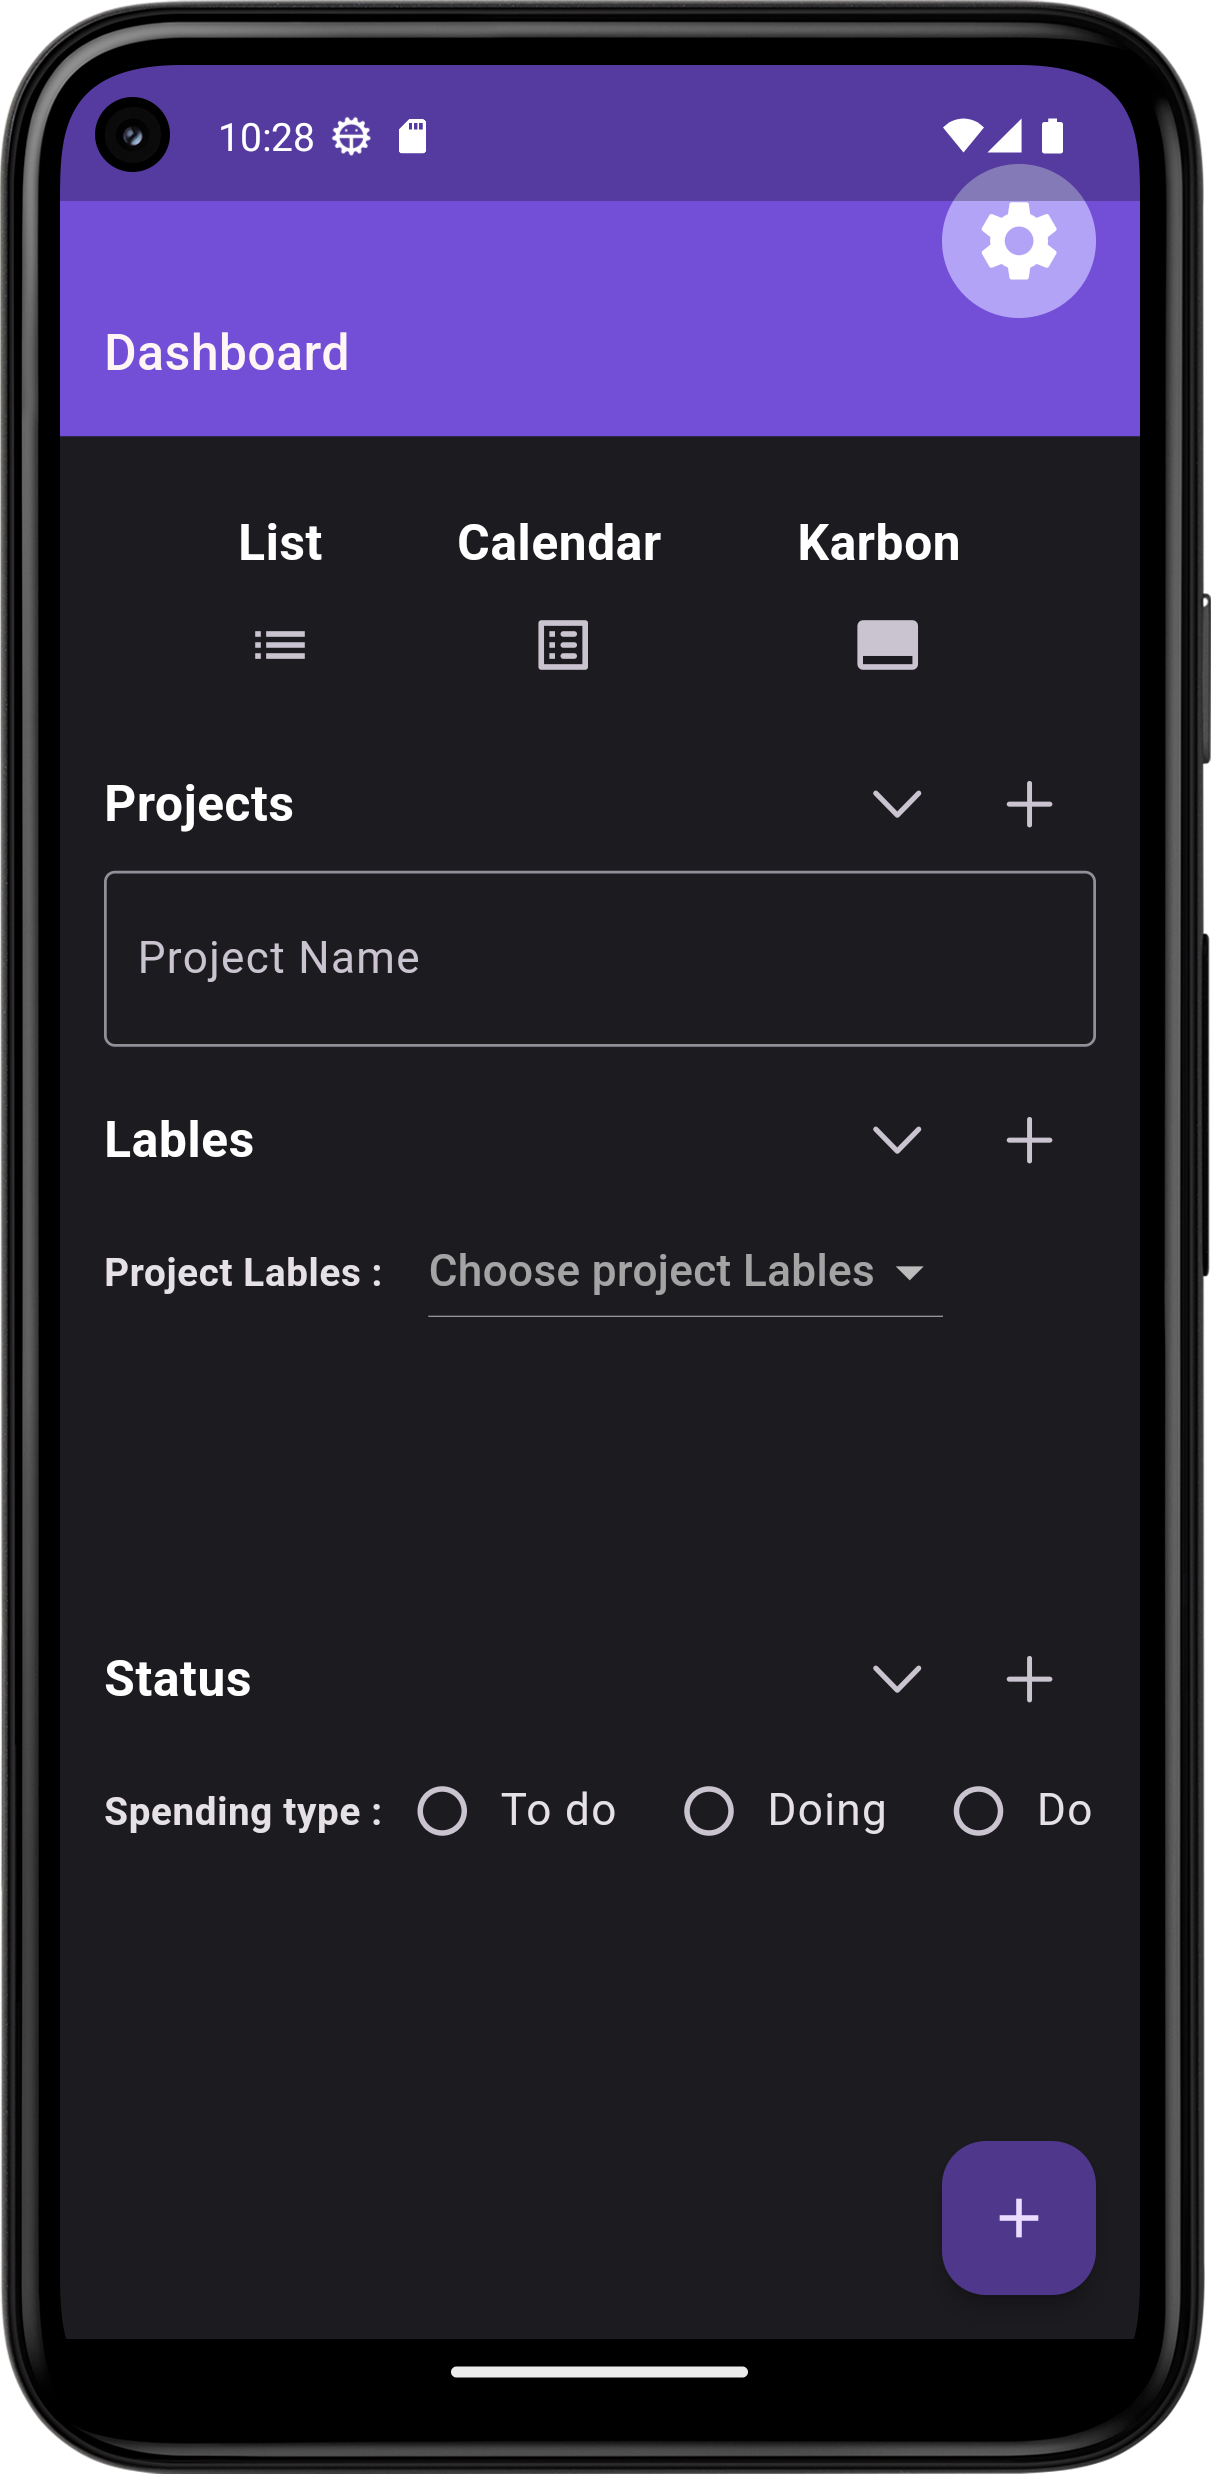 10:28
Dashboard
List Calendar Karbon
Projects
Project Name
Lables
Project Lables : Choose project Lables
Status
Spending type : To do Doing Do